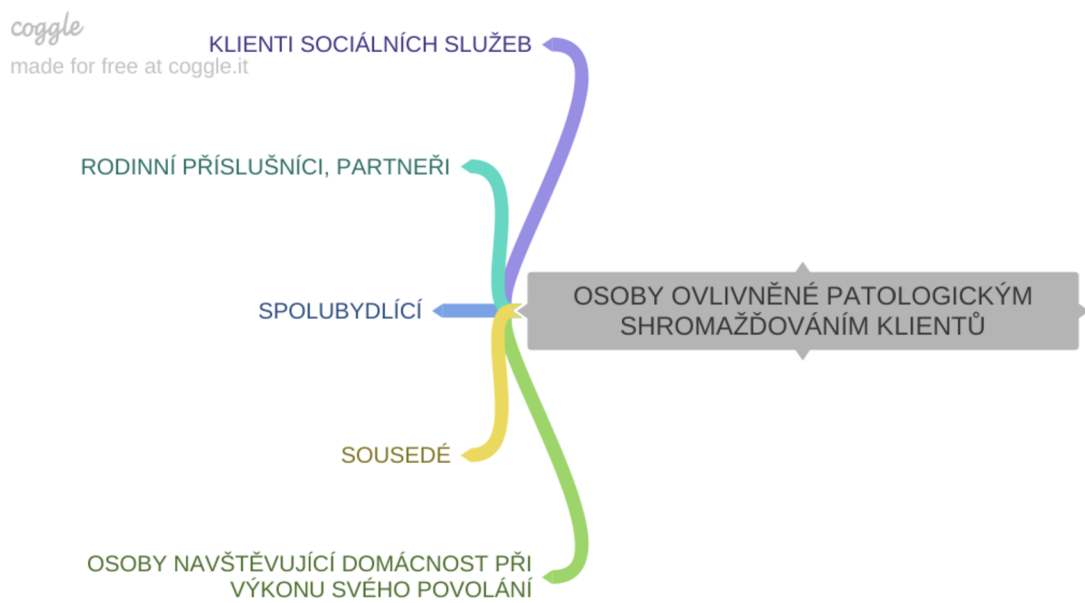 coggle
made for free at coggle.it
KLIENTI SOCIÁLNÍCH SLUŽEB
RODINNÍ PŘÍSLUŠNÍCI, PARTNEŘI
SPOLUBYDLÍCÍ
OSOBY OVLIVNĚNÉ PATOLOGICKÝM
SHROMAŽĎOVÁNÍM KLIENTŮ
SOUSEDÉ
OSOBY NAVŠTĚVUJÍCÍ DOMÁCNOST PŘI
VÝKONU SVÉHO POVOLÁNÍ